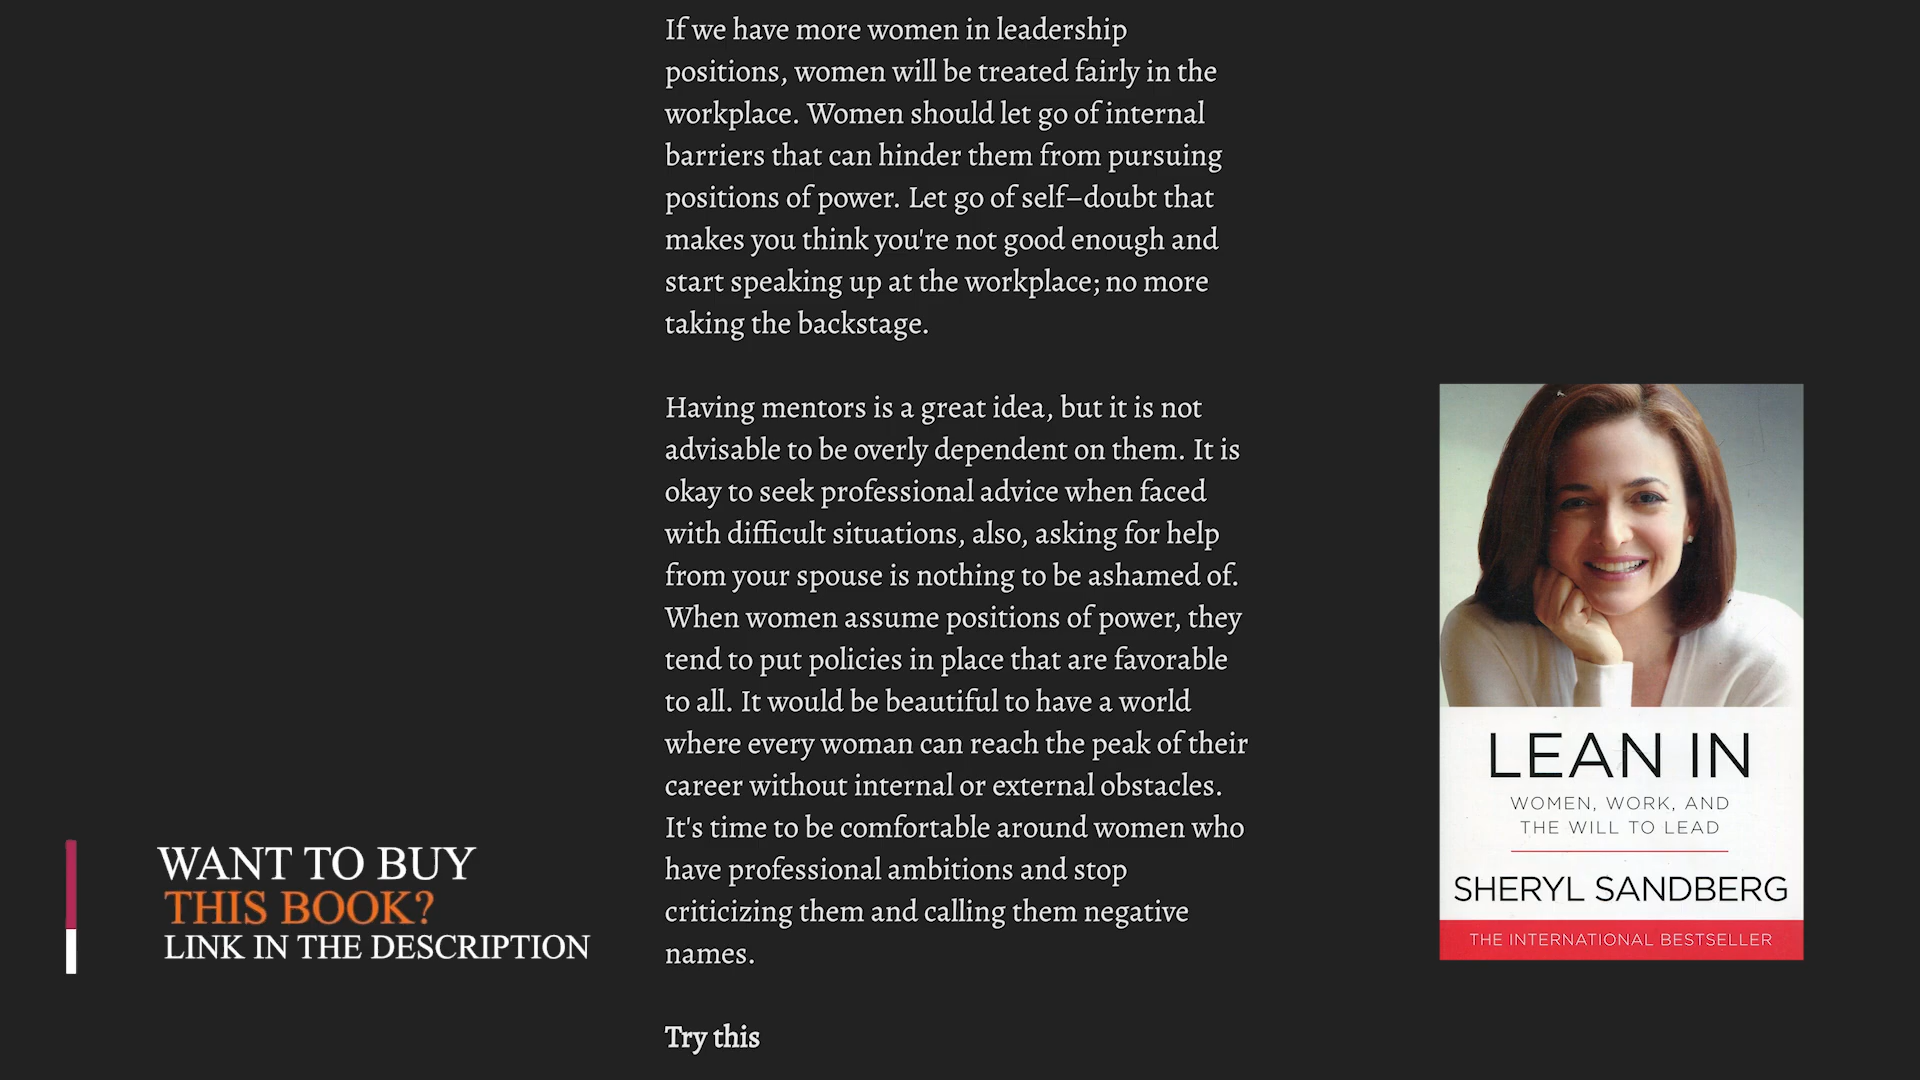 If we have more women in leadership
positions, women will be treated fairly in the
workplace. Women should let go of internal
barriers that can hinder them from pursuing
positions of power. Let go of self–doubt that
makes you think you're not good enough and
start speaking up at the workplace; no more
taking the backstage.
Having mentors is a great idea, but it is not
advisable to be overly dependent on them. It is
okay to seek professional advice when faced
with difficult situations, also, asking for help
from your spouse is nothing to be ashamed of.
When women assume positions of power, they
tend to put policies in place that are favorable
to all. It would be beautiful to have a world
where every woman can reach the peak of their
career without internal or external obstacles.
It's time to be comfortable around women who
have professional ambitions and stop
criticizing them and calling them negative
names.
Try this
WANT TO BUY
THIS BOOK?
LINK IN THE DESCRIPTION
LEAN IN
WOMEN, WORK, AND
THE WILL TO LEAD
SHERYL SANDBERG
THE INTERNATIONAL BESTSELLER